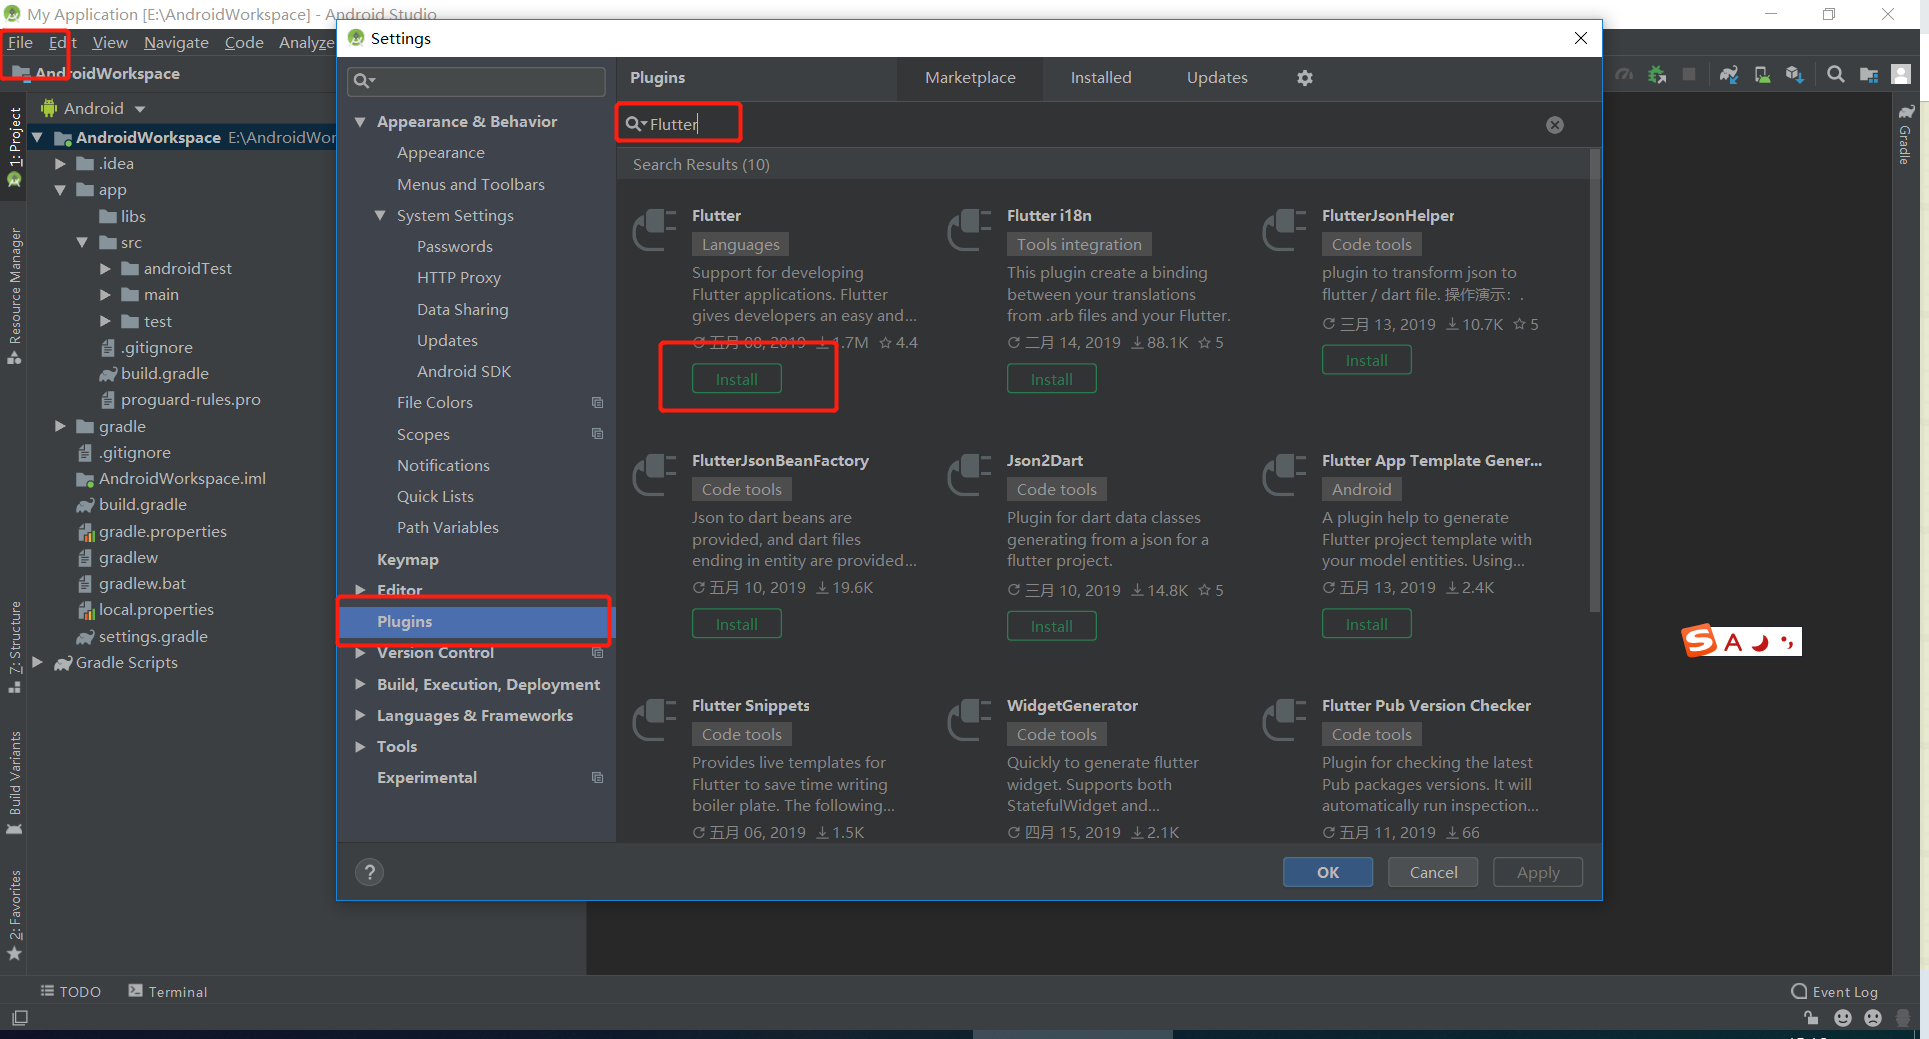 My Application [E:\AndroidWorkspace] - Android Studio
File Edit View Navigate Code Analyze
AndroidWorkspace
Android
AndroidWorkspace E:\AndroidWor
.idea
app
libs
src
androidTest
main
test
.gitignore
build.gradle
proguard-rules.pro
gradle
.gitignore
AndroidWorkspace.iml
build.gradle
gradle.properties
gradlew
gradlew.bat
local.properties
settings.gradle
Gradle Scripts
1: Project
Resource Manager
Z: Structure
Build Variants
2: Favorites
Settings
Appearance & Behavior
Appearance
Menus and Toolbars
System Settings
Passwords
HTTP Proxy
Data Sharing
Updates
Android SDK
File Colors
Scopes
Notifications
Quick Lists
Path Variables
Keymap
Editor
Plugins
Version Control
Build, Execution, Deployment
Languages & Frameworks
Tools
Experimental
Plugins Marketplace Installed Updates
Flutter
Search Results (10)
Flutter
Languages
Support for developing
Flutter applications. Flutter
gives developers an easy and...
五月 08, 2019 1.7M 4.4
Install
Flutter i18n
Tools integration
This plugin create a binding
between your translations
from .arb files and your Flutter.
二月 14, 2019 88.1K 5
Install
FlutterJsonHelper
Code tools
plugin to transform json to
flutter / dart file. 操作演示: .
三月 13, 2019 10.7K 5
Install
FlutterJsonBeanFactory
Code tools
Json to dart beans are
provided, and dart files
ending in entity are provided...
五月 10, 2019 19.6K
Install
Json2Dart
Code tools
Plugin for dart data classes
generating from a json for a
flutter project.
三月 10, 2019 14.8K 5
Install
Flutter App Template Gener...
Android
A plugin help to generate
Flutter project template with
your model entities. Using...
五月 13, 2019 2.4K
Install
Flutter Snippets
Code tools
Provides live templates for
Flutter to save time writing
boiler plate. The following...
五月 06, 2019 1.5K
WidgetGenerator
Code tools
Quickly to generate flutter
widget. Supports both
StatefulWidget and...
四月 15, 2019 2.1K
Flutter Pub Version Checker
Code tools
Plugin for checking the latest
Pub packages versions. It will
automatically run inspection...
五月 11, 2019 66
? OK Cancel Apply
Gradle
S A
TODO Terminal Event Log